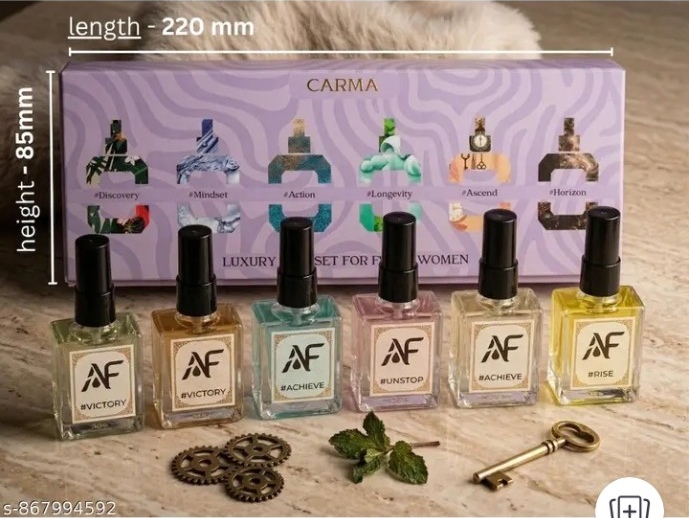 length - 220 mm
height - 85mm
CARMA
#Discovery
#Mindset
#Action
#Longevity
#Ascend
#Horizon
LUXURY SET FOR WOMEN
AF
#VICTORY
AF
#VICTORY
AF
#ACHIEVE
AF
#UNSTOP
AF
#ACHIEVE
AF
#RISE
s-867994592